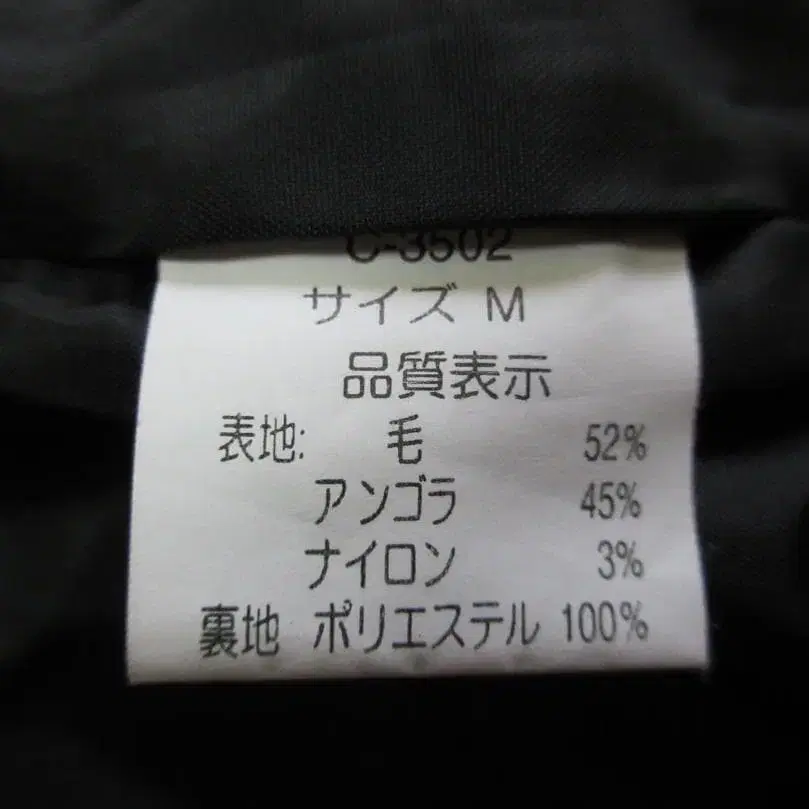 C-3502
サイズ M
品質表示
表地: 毛 52%
アンゴラ 45%
ナイロン 3%
裏地 ポリエステル 100%